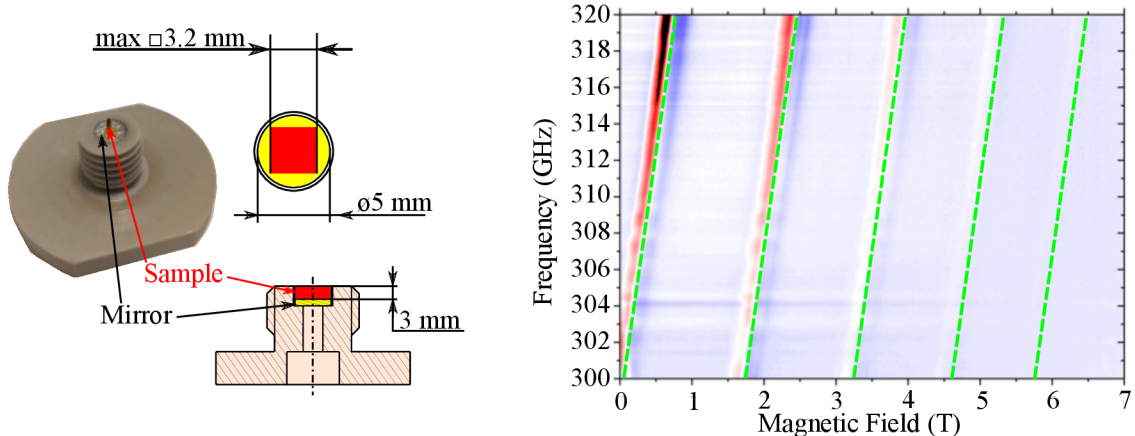 max □3.2 mm
ø5 mm
Sample
Mirror
3 mm
Frequency (GHz)
320
318
316
314
312
310
308
306
304
302
300
0
1
2
3
4
5
6
7
Magnetic Field (T)